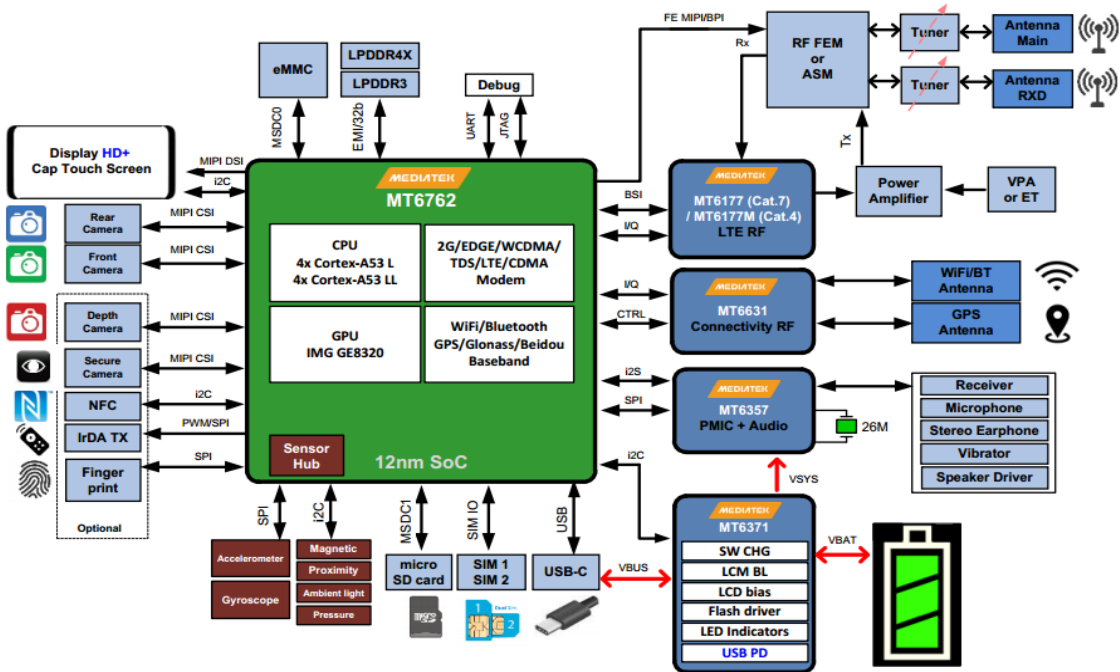 FE MIPI/BPI
Rx
RF FEM
or
ASM
Tuner
Antenna
Main
Tuner
Antenna
RXD
Tx
eMMC
LPDDR4X
LPDDR3
Debug
MSDC0
EMI/32b
UART
JTAG
Display HD+
Cap Touch Screen
MIPI DSI
i2C
Rear
Camera
MIPI CSI
Front
Camera
MIPI CSI
Depth
Camera
MIPI CSI
Secure
Camera
MIPI CSI
NFC
i2C
IrDA TX
PWM/SPI
Finger
print
SPI
Optional
MEDIATEK
MT6762
CPU
4x Cortex-A53 L
4x Cortex-A53 LL
2G/EDGE/WCDMA/
TDS/LTE/CDMA
Modem
GPU
IMG GE8320
WiFi/Bluetooth
GPS/Glonass/Beidou
Baseband
Sensor
Hub
12nm SoC
BSI
I/Q
MEDIATEK
MT6177 (Cat.7)
/ MT6177M (Cat.4)
LTE RF
Power
Amplifier
VPA
or ET
I/Q
CTRL
MEDIATEK
MT6631
Connectivity RF
WiFi/BT
Antenna
GPS
Antenna
i2S
SPI
MEDIATEK
MT6357
PMIC + Audio
26M
Receiver
Microphone
Stereo Earphone
Vibrator
Speaker Driver
i2C
VSYS
MEDIATEK
MT6371
SW CHG
LCM BL
LCD bias
Flash driver
LED Indicators
USB PD
VBAT
SPI
i2C
MSDC1
SIM IO
USB
Accelerometer
Gyroscope
Magnetic
Proximity
Ambient light
Pressure
micro
SD card
SIM 1
SIM 2
USB-C
VBUS
micro
1
Dual Sim
2